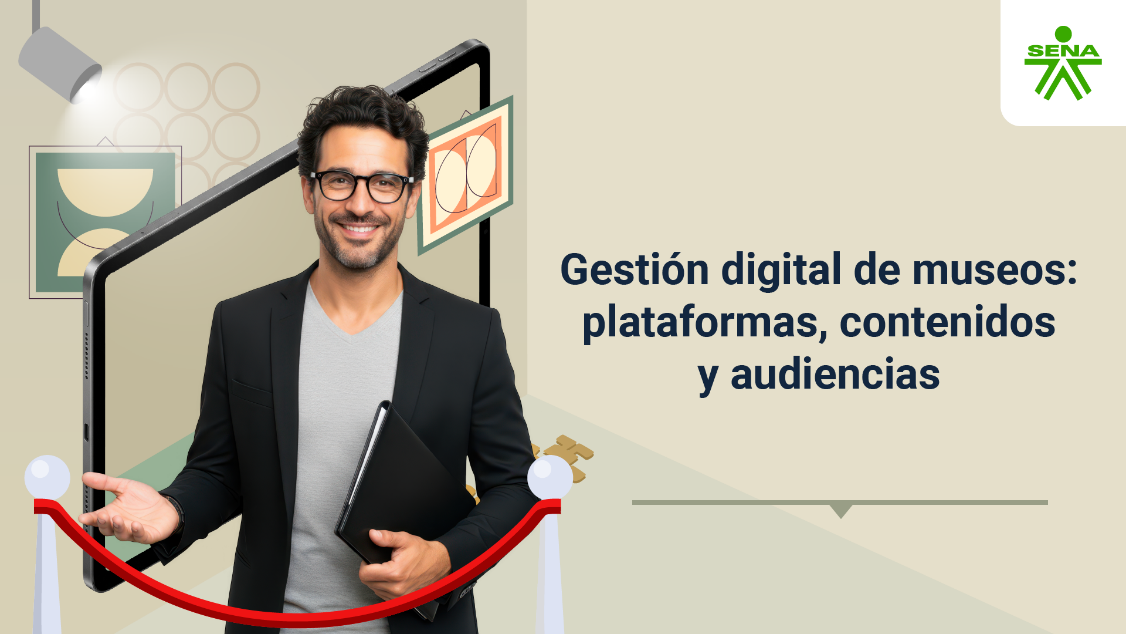 SENA
Gestión digital de museos:
plataformas, contenidos
y audiencias